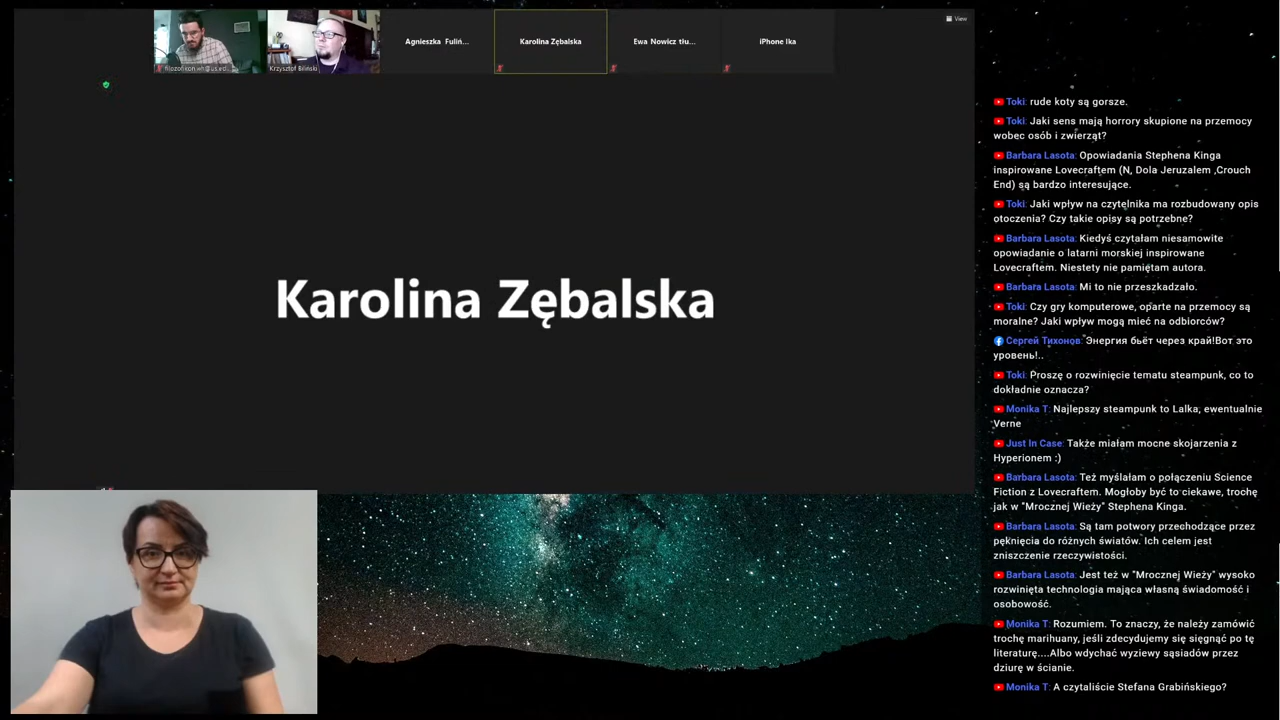 View
Agnieszka Fuliń...
Karolina Zębalska
Ewa Nowicz tłu...
iPhone Ika
filozofikon.wh@us.ed...
Krzysztof Biliński
Karolina Zębalska
Toki: rude koty są gorsze.
Toki: Jaki sens mają horrory skupione na przemocy
wobec osób i zwierząt?
Barbara Lasota: Opowiadania Stephena Kinga
inspirowane Lovecraftem (N, Dola Jeruzalem ,Crouch
End) są bardzo interesujące.
Toki: Jaki wpływ na czytelnika ma rozbudowany opis
otoczenia? Czy takie opisy są potrzebne?
Barbara Lasota: Kiedyś czytałam niesamowite
opowiadanie o latarni morskiej inspirowane
Lovecraftem. Niestety nie pamiętam autora.
Barbara Lasota: Mi to nie przeszkadzało.
Toki: Czy gry komputerowe, oparte na przemocy są
moralne? Jaki wpływ mogą mieć na odbiorców?
Сергей Тихонов: Энергия бьёт через край!Вот это
уровень!..
Toki: Proszę o rozwinięcie tematu steampunk, co to
dokładnie oznacza?
Monika T: Najlepszy steampunk to Lalka, ewentualnie
Verne
Just In Case: Także miałam mocne skojarzenia z
Hyperionem :)
Barbara Lasota: Też myślałam o połączeniu Science
Fiction z Lovecraftem. Mogłoby być to ciekawe, trochę
jak w "Mrocznej Wieży" Stephena Kinga.
Barbara Lasota: Są tam potwory przechodzące przez
pęknięcia do różnych światów. Ich celem jest
zniszczenie rzeczywistości.
Barbara Lasota: Jest też w "Mrocznej Wieży" wysoko
rozwinięta technologia mająca własną świadomość i
osobowość.
Monika T: Rozumiem. To znaczy, że należy zamówić
trochę marihuany, jeśli zdecydujemy się sięgnąć po tę
literaturę....Albo wdychać wyziewy sąsiadów przez
dziurę w ścianie.
Monika T: A czytaliście Stefana Grabińskiego?